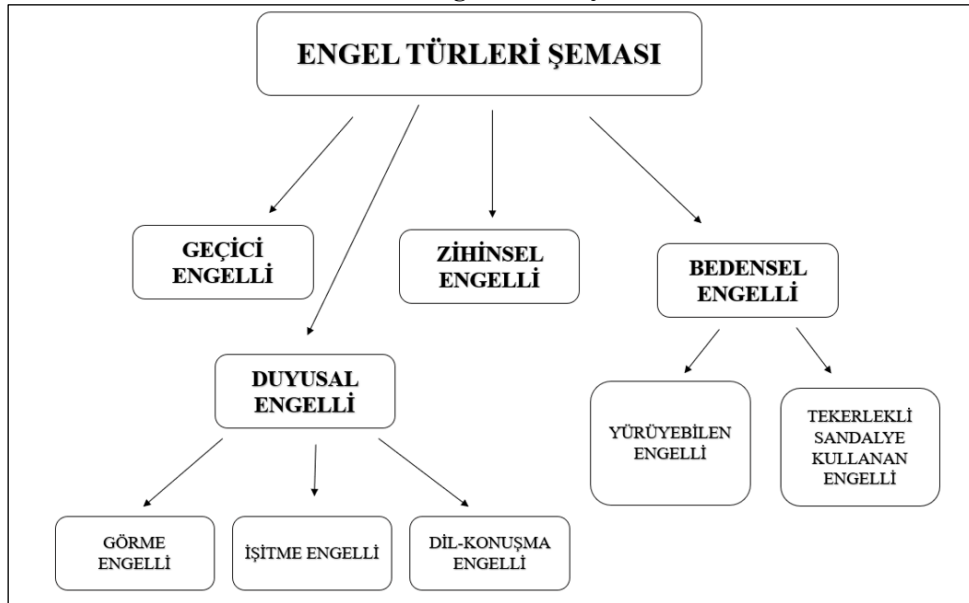 ENGEL TÜRLERİ ŞEMASI
GEÇİCİ
ENGELLİ
ZİHİNSEL
ENGELLİ
BEDENSEL
ENGELLİ
DUYUSAL
ENGELLİ
YÜRÜYEBİLEN
ENGELLİ
TEKERLEKLİ
SANDALYE
KULLANAN
ENGELLİ
GÖRME
ENGELLİ
İŞİTME ENGELLİ
DİL-KONUŞMA
ENGELLİ